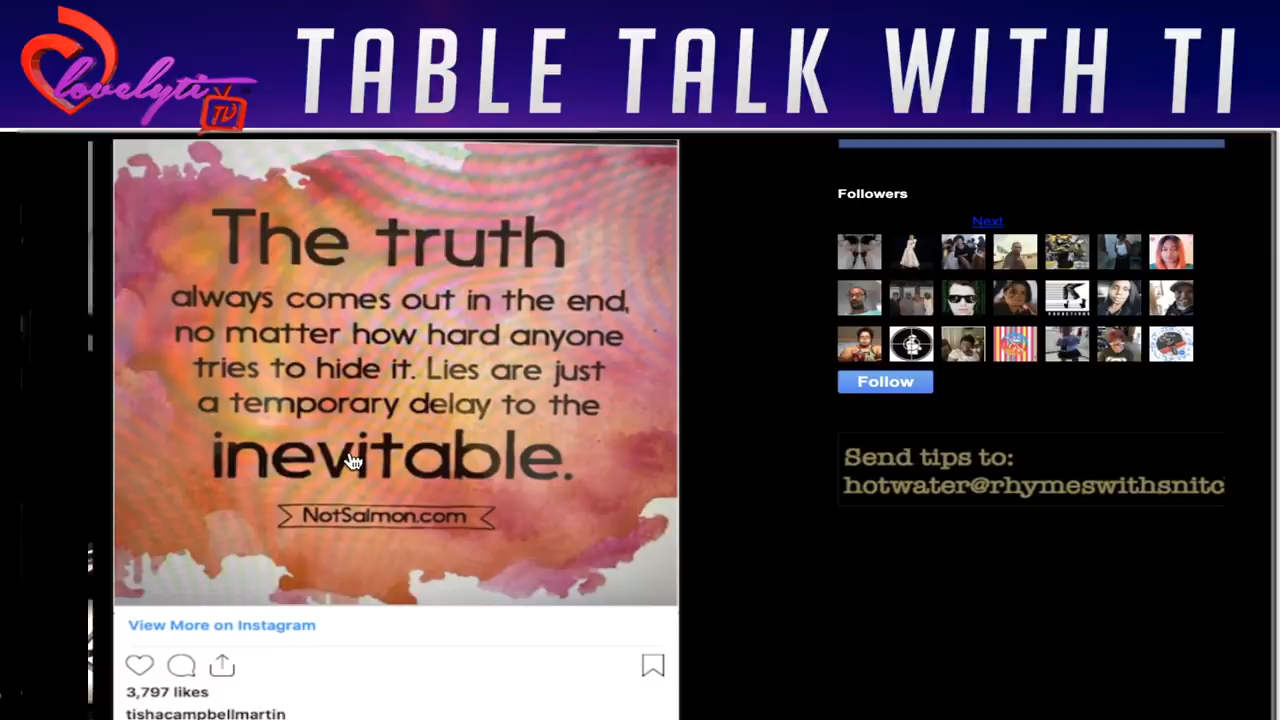 lovelyti
TV
TABLE TALK WITH TI
The truth
always comes out in the end,
no matter how hard anyone
tries to hide it. Lies are just
a temporary delay to the
inevitable.
NotSalmon.com
View More on Instagram
3,797 likes
tishacampbellmartin
Followers
Next
Follow
Send tips to:
hotwater@rhymeswithsnitc